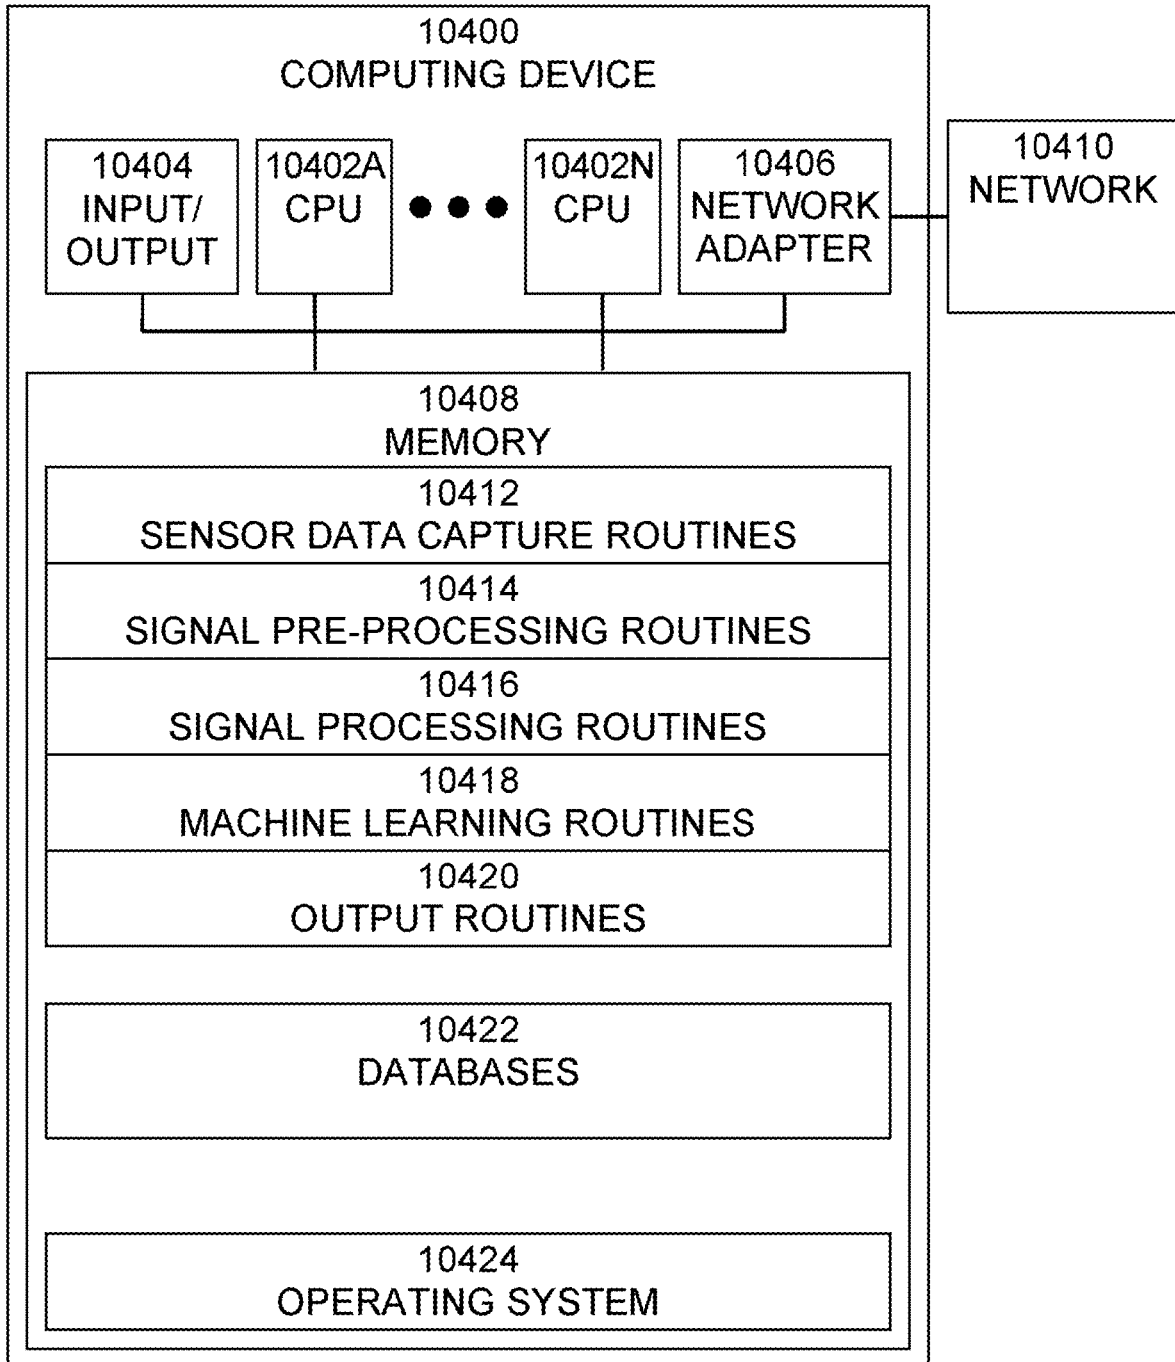 10400
COMPUTING DEVICE
10404
INPUT/
OUTPUT
10402A
CPU
10402N
CPU
10406
NETWORK
ADAPTER
10410
NETWORK
10408
MEMORY
10412
SENSOR DATA CAPTURE ROUTINES
10414
SIGNAL PRE-PROCESSING ROUTINES
10416
SIGNAL PROCESSING ROUTINES
10418
MACHINE LEARNING ROUTINES
10420
OUTPUT ROUTINES
10422
DATABASES
10424
OPERATING SYSTEM